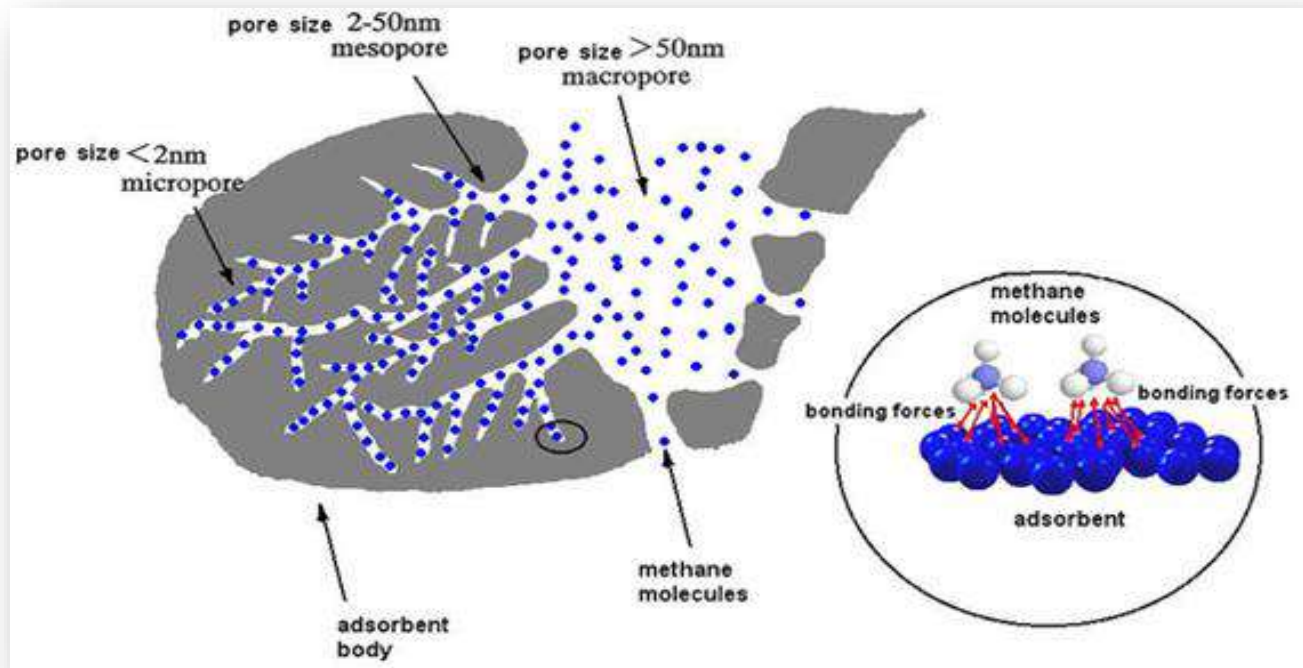 pore size 2-50nm
mesopore
pore size >50nm
macropore
pore size <2nm
micropore
methane
molecules
bonding forces
bonding forces
adsorbent
methane
molecules
adsorbent
body